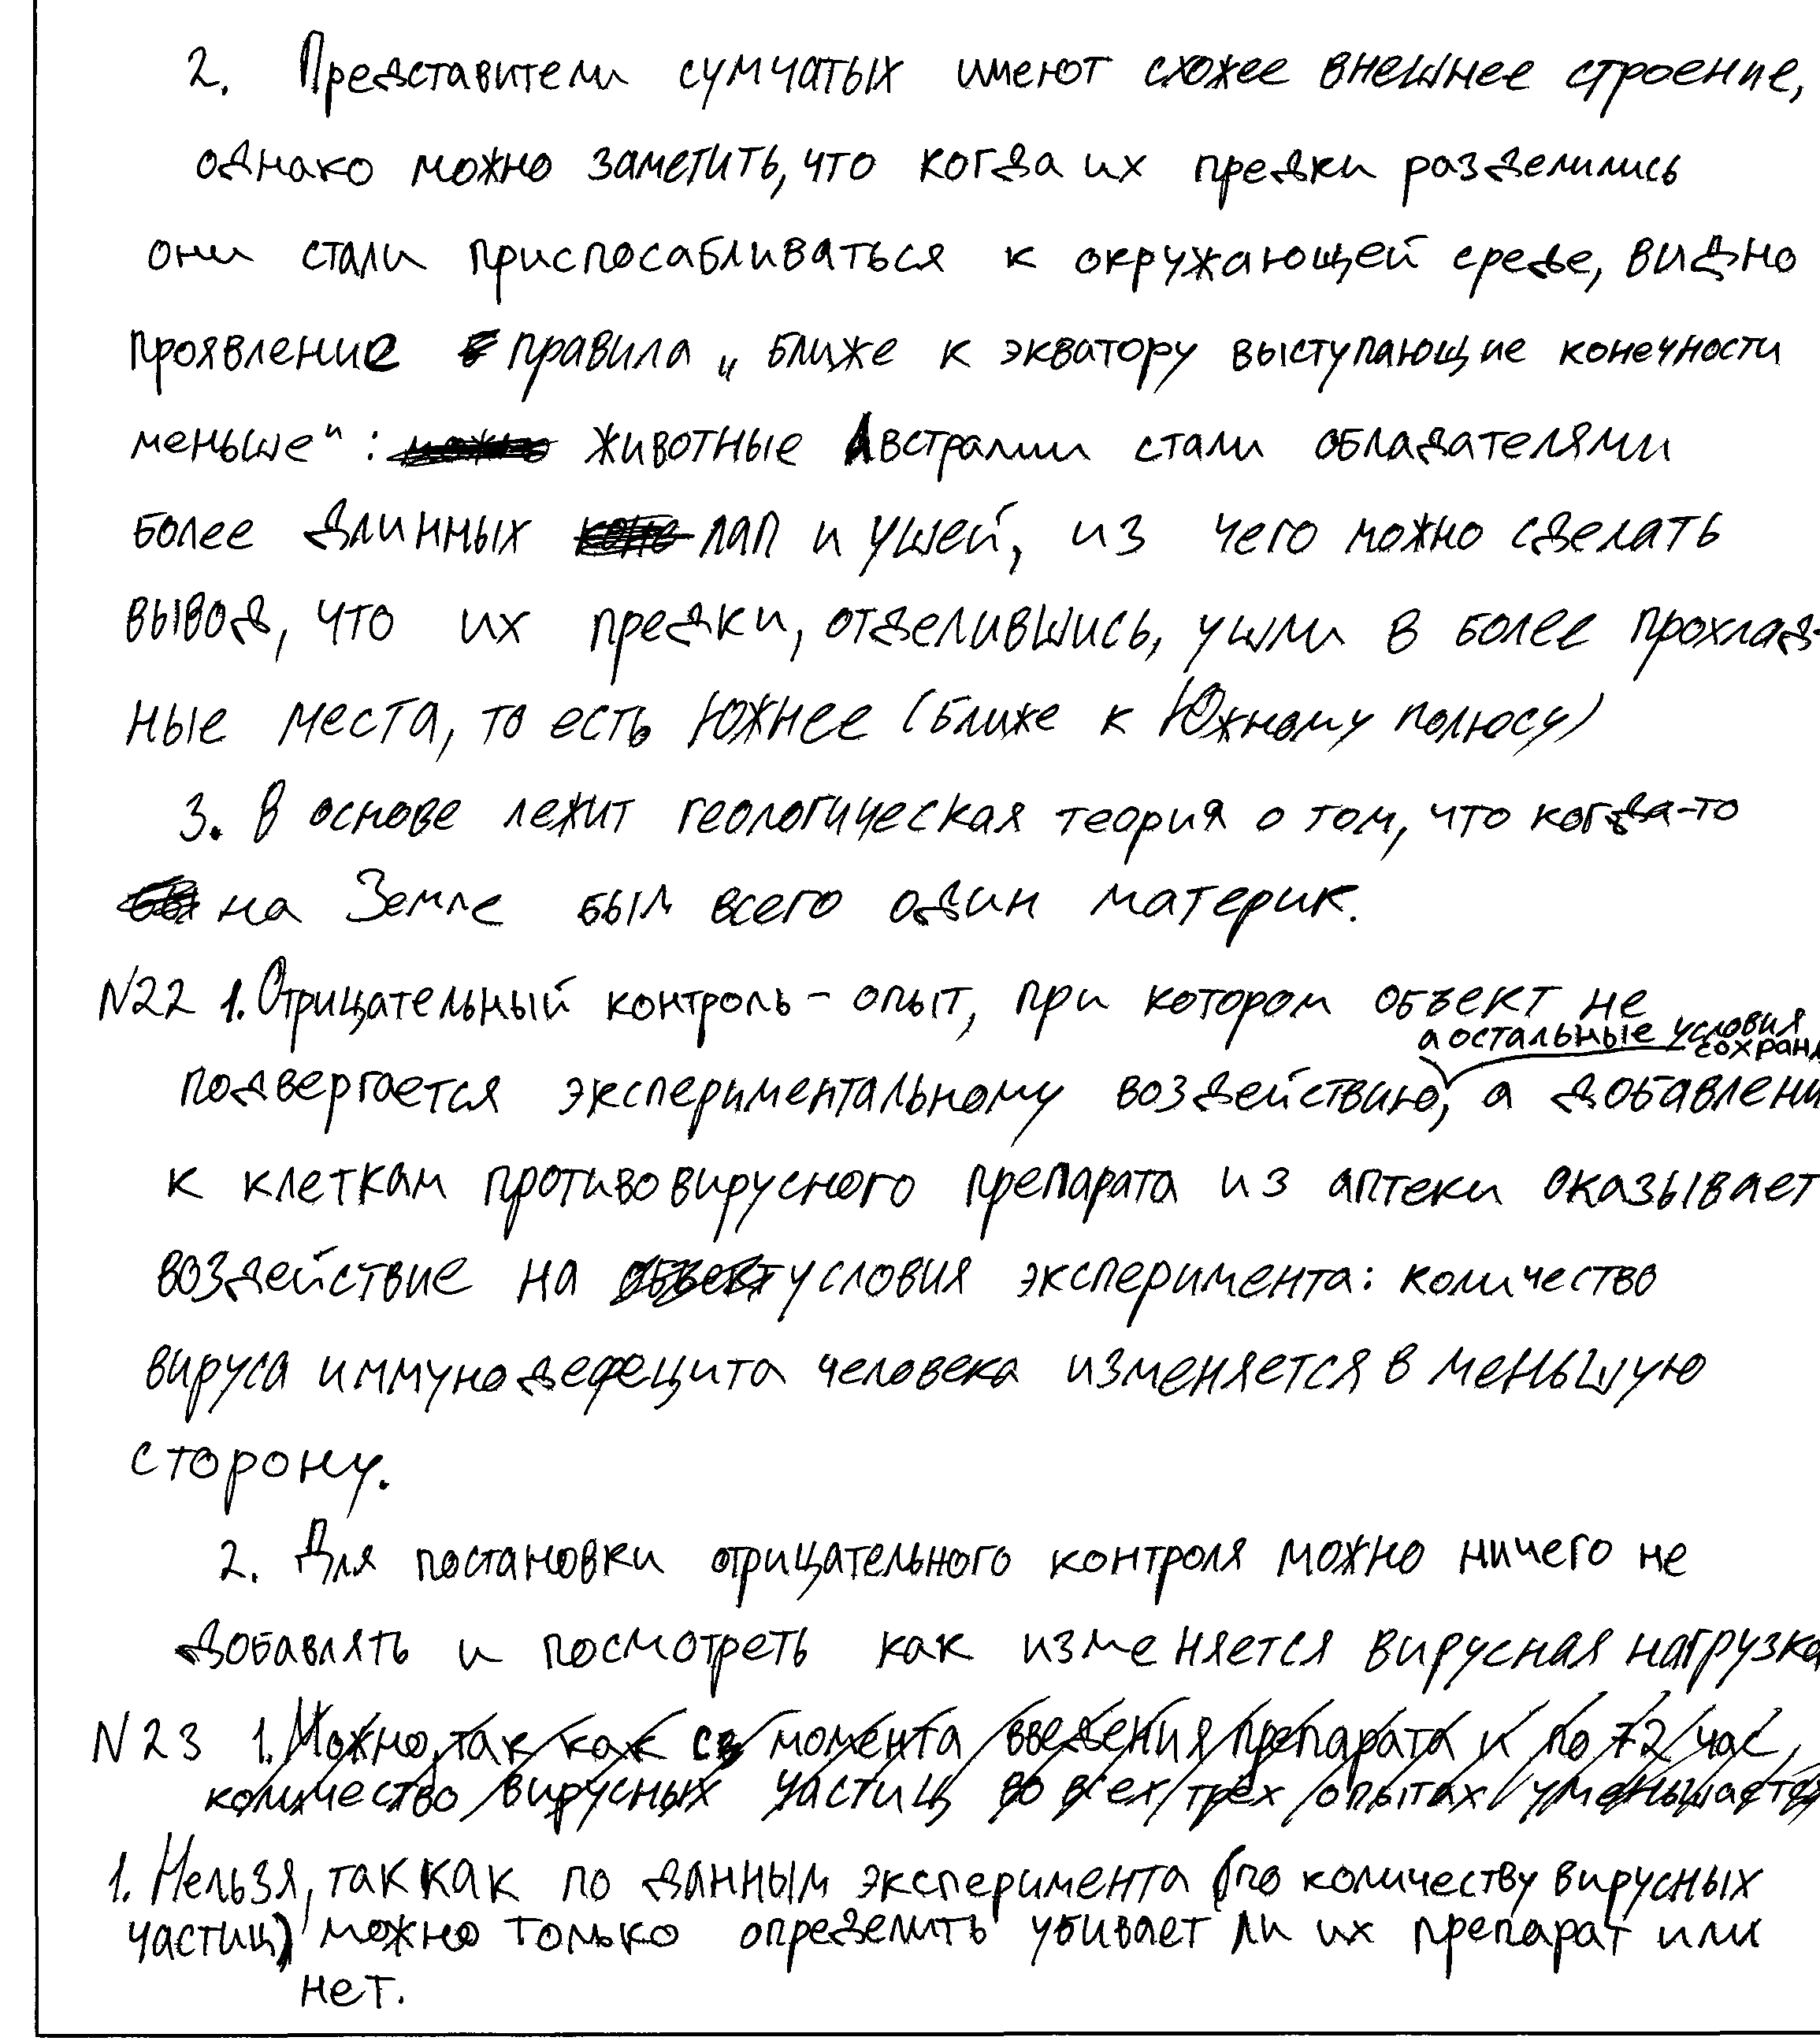 2. Представители сумчатых имеют схожее внешнее строение,
однако можно заметить, что когда их предки разделились
они стали приспосабливаться к окружающей среде, видно
проявление правила „ближе к экватору выступающие конечности
меньше": можно животные Австралии стали обладателями
более длинных коне лап и ушей, из чего можно сделать
вывод, что их предки, отделившись, ушли в более прохлад-
ные места, то есть южнее (ближе к Южному полюсу)
3. В основе лежит геологическая теория о том, что когда-то
на Земле был всего один материк.
N22 1. Отрицательный контроль - опыт, при котором объект не
а остальные условия
сохран
подвергается экспериментальному воздействию, а добавлени
к клеткам противовирусного препарата из аптеки оказывает
воздействие на объект условия эксперимента: количество
вируса иммунодефецита человека изменяется в меньшую
сторону.
2. Для постановки отрицательного контроля можно ничего не
добавлять и посмотреть как изменяется вирусная нагрузка
N23 1. Можно, так как с момента введения препарата и по 72 час,
количество вирусных частиц во всех трёх опытах уменьшается
1. Нельзя, так как по данным эксперимента (по количеству вирусных
частиц) можно только определить убивает ли их препарат или
нет.